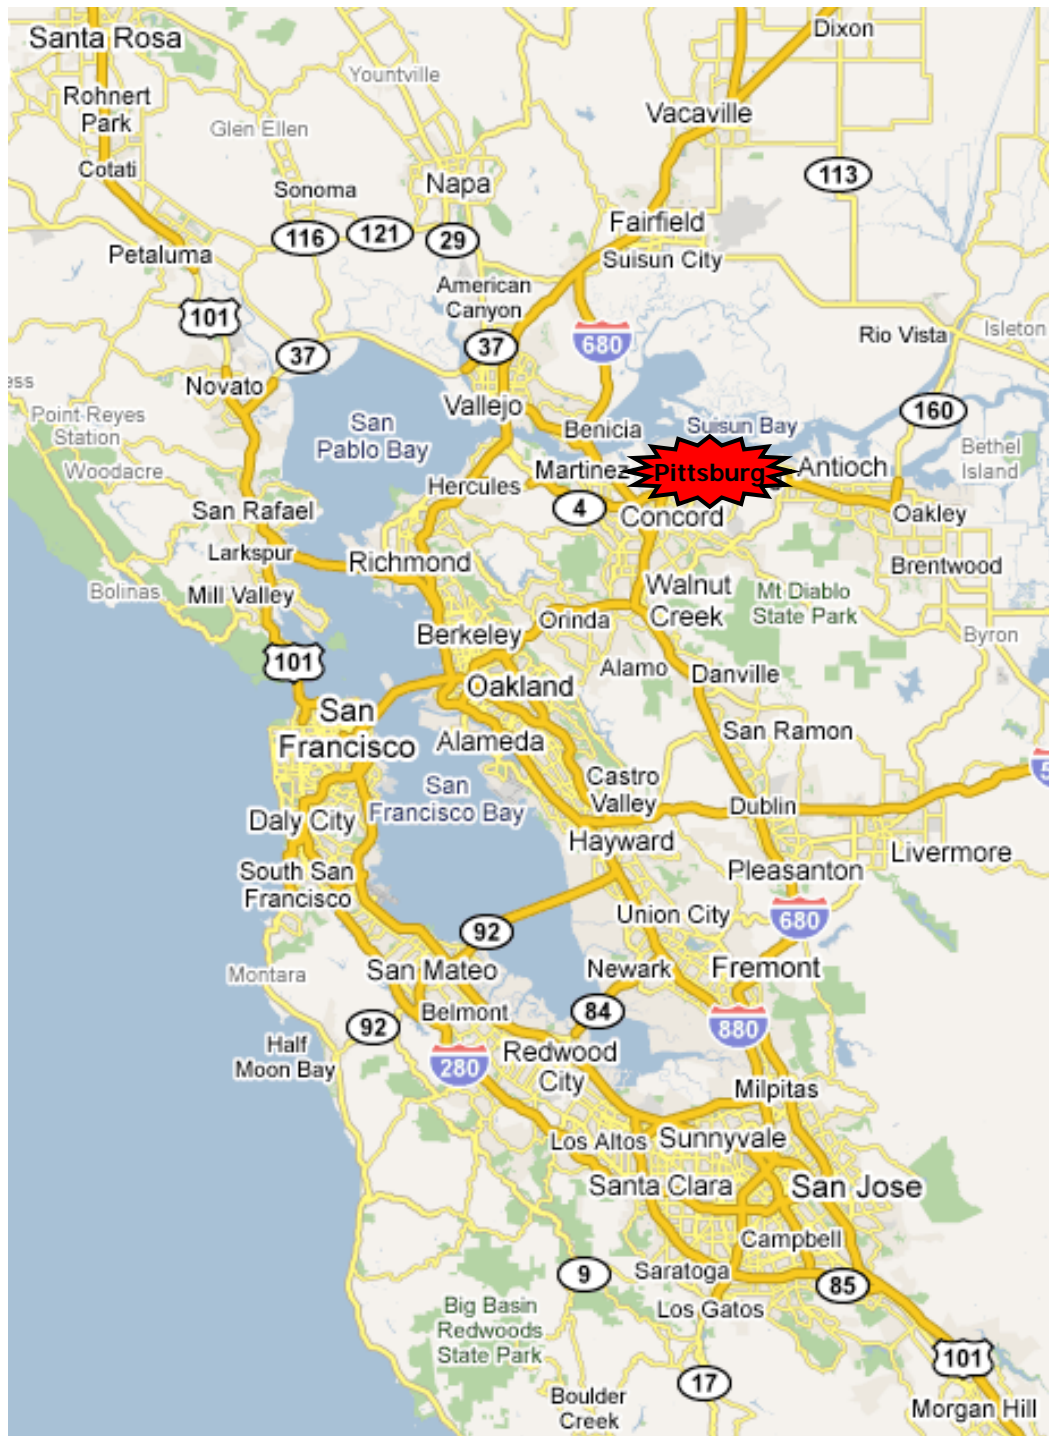 Dixon
Santa Rosa
Yountville
Rohnert
Park
Vacaville
Glen Ellen
Cotati
113
Napa
Sonoma
Fairfield
116
121
29
Petaluma
Suisun City
American
Canyon
101
680
Rio Vista
Isleton
37
37
Novato
ess
Vallejo
160
Point Reyes
Station
San
Pablo Bay
Benicia
Suisun Bay
Bethel
Island
Woodacre
Martinez
Pittsburg
Antioch
Hercules
4
San Rafael
Concord
Oakley
Larkspur
Richmond
Brentwood
Bolinas
Mill Valley
Walnut
Creek
Mt Diablo
State Park
Orinda
Berkeley
Byron
101
Alamo
Danville
Oakland
San
Francisco
San Ramon
Alameda
5
Castro
Valley
San
Francisco Bay
Dublin
Daly City
Hayward
Livermore
South San
Francisco
Pleasanton
Union City
680
92
Montara
San Mateo
Newark
Fremont
Belmont
84
92
880
Half
Moon Bay
280
Redwood
City
Milpitas
Los Altos
Sunnyvale
Santa Clara
San Jose
Campbell
9
Saratoga
85
Big Basin
Redwoods
State Park
Los Gatos
101
17
Boulder
Creek
Morgan Hill